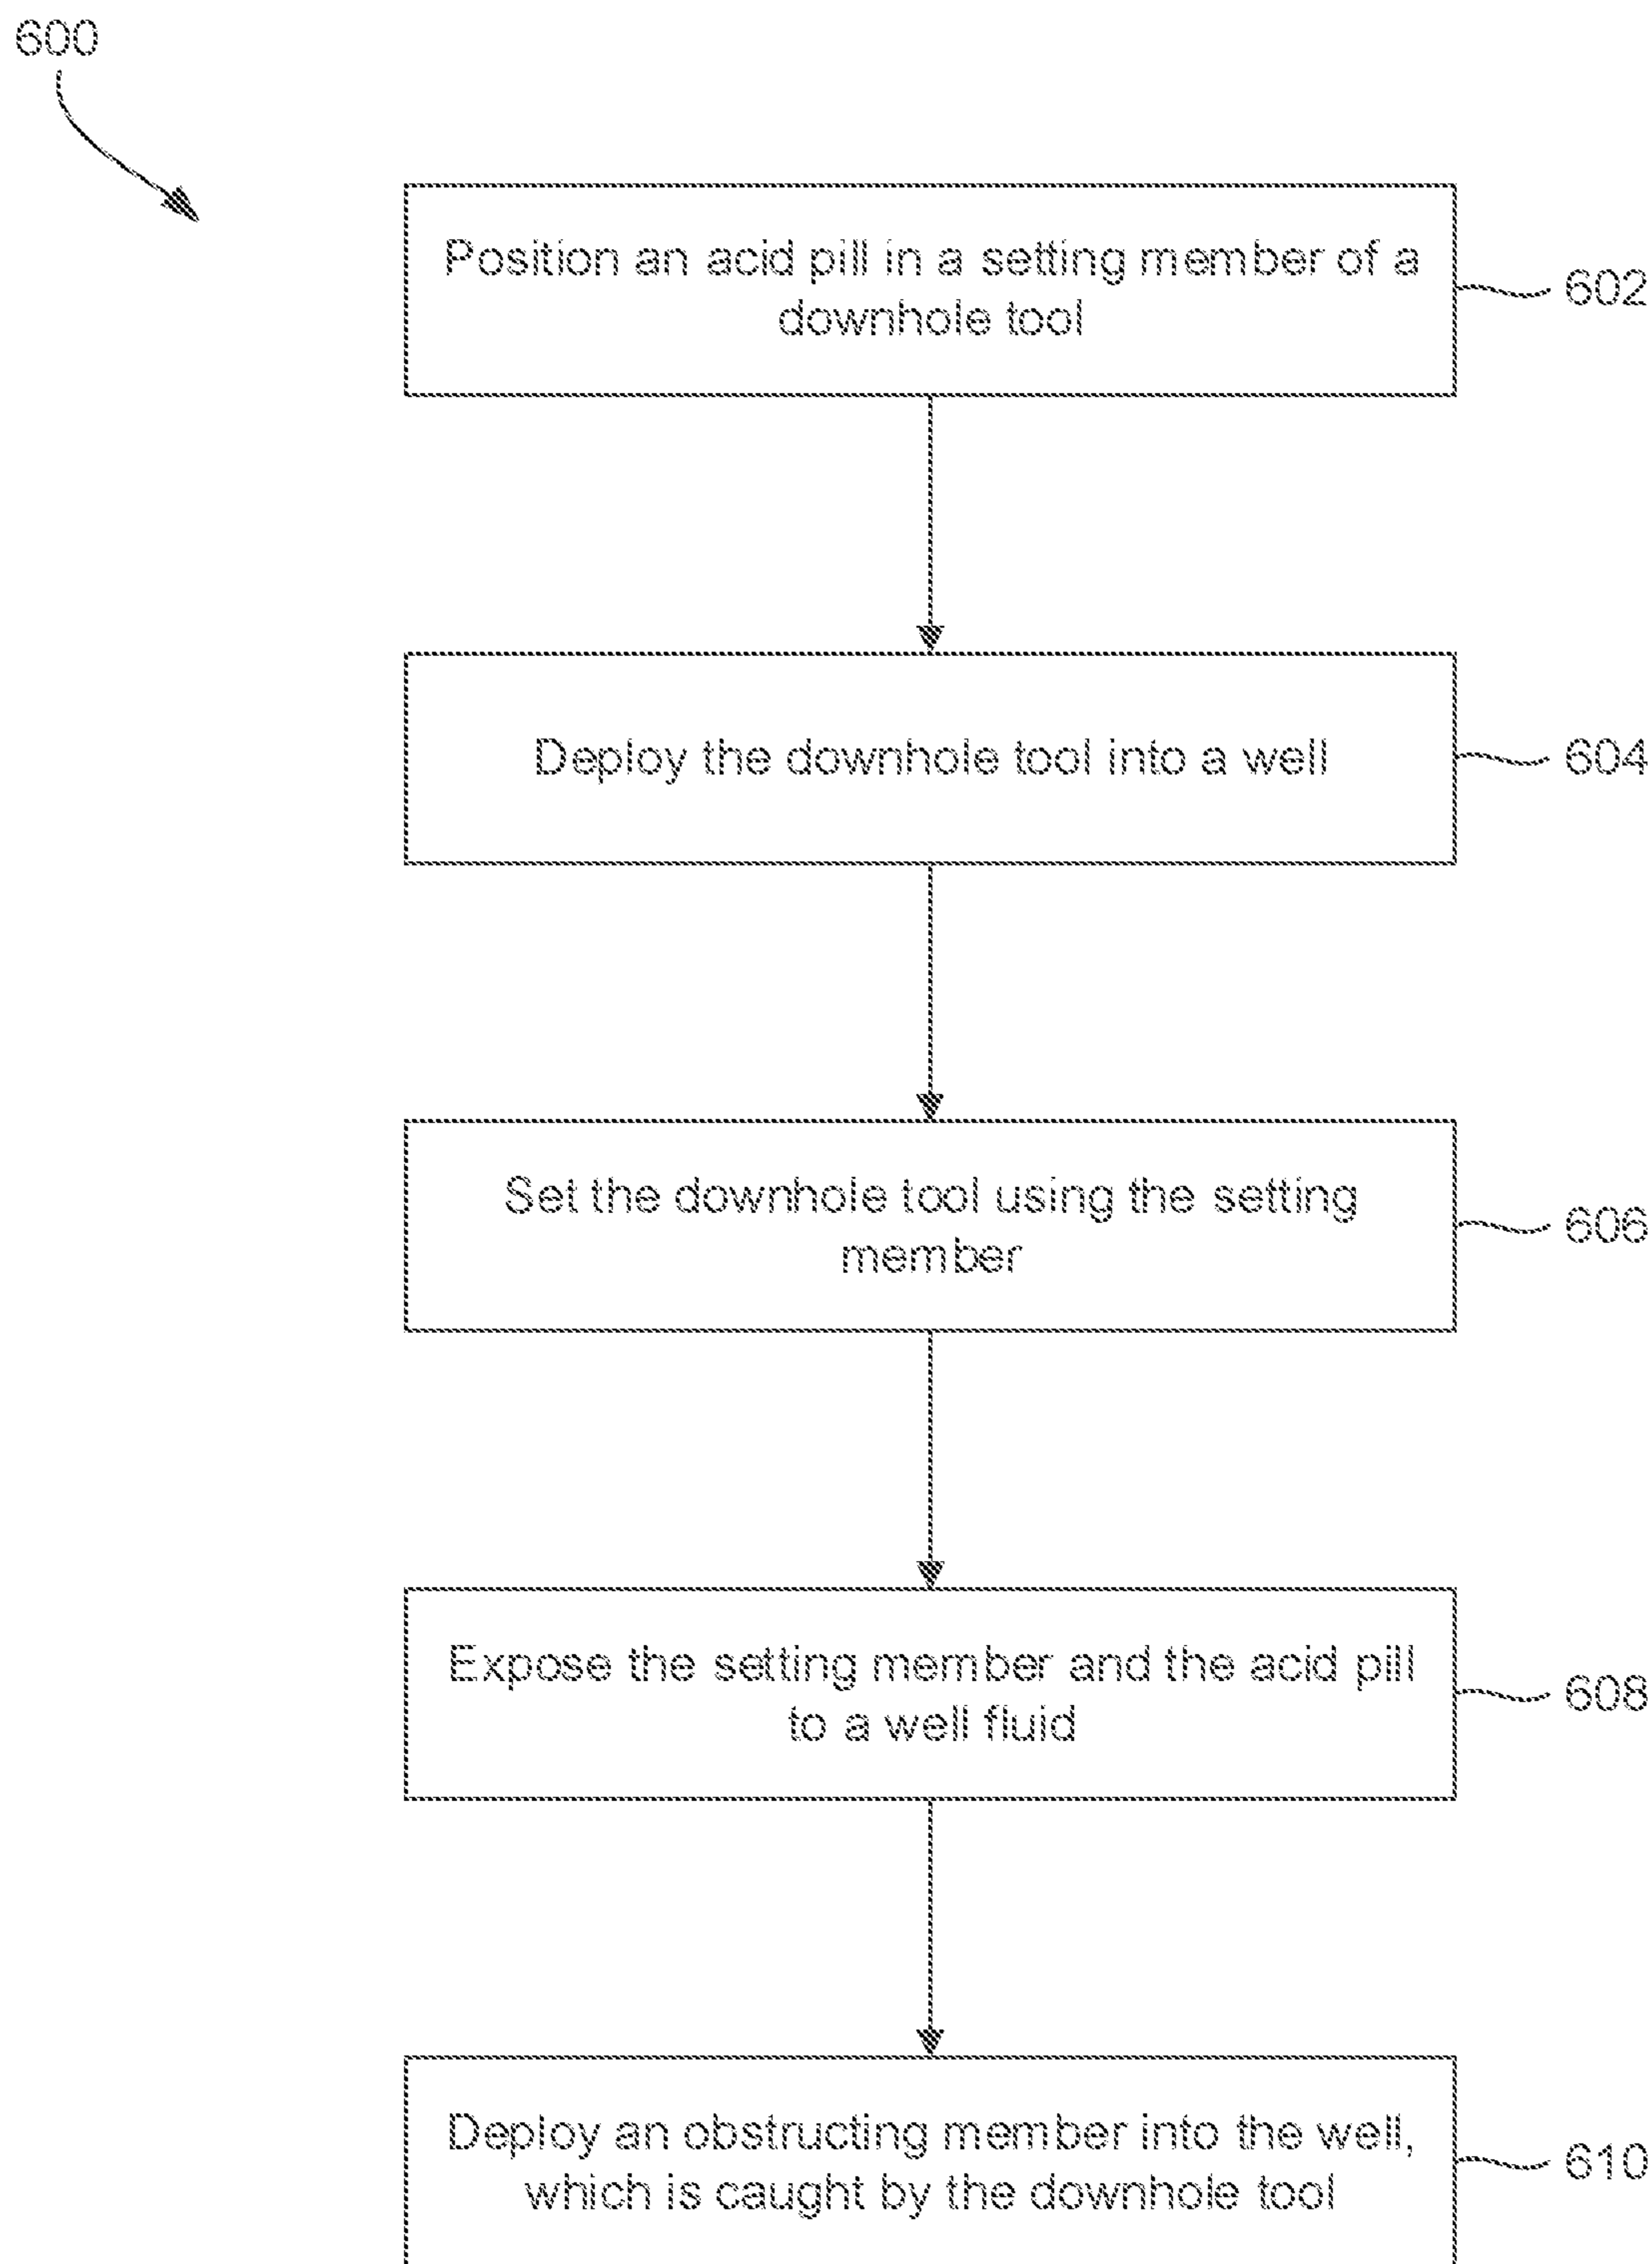 600
Position an acid pill in a setting member of a
downhole tool
602
Deploy the downhole tool into a well
604
Set the downhole tool using the setting
member
606
Expose the setting member and the acid pill
to a well fluid
608
Deploy an obstructing member into the well,
which is caught by the downhole tool
610